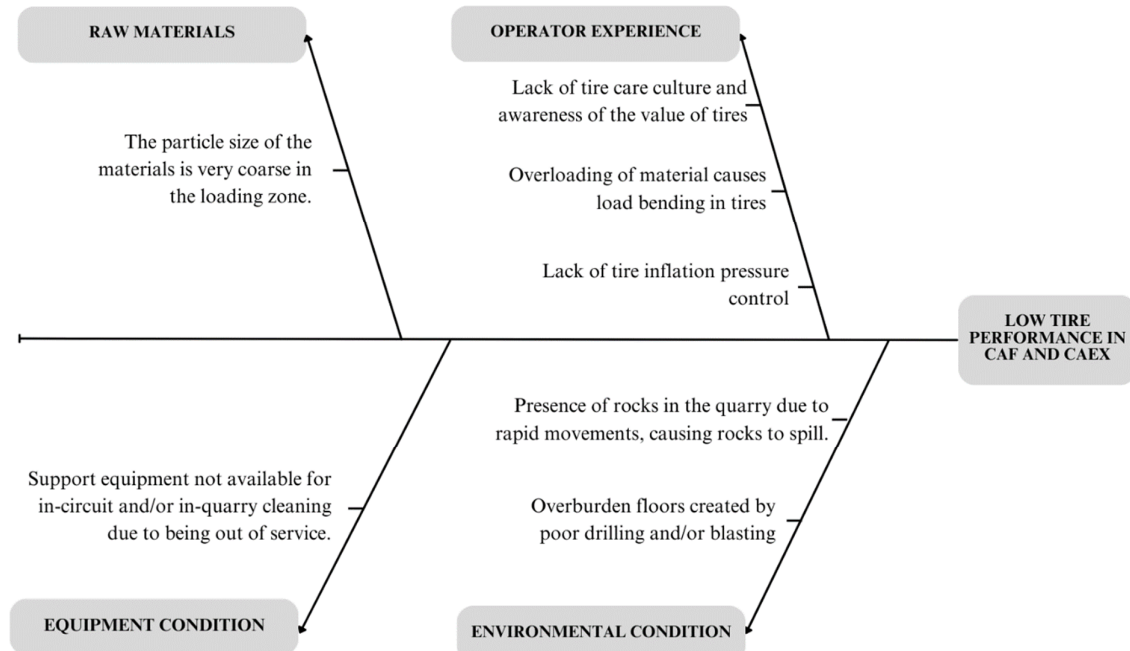 RAW MATERIALS
OPERATOR EXPERIENCE
Lack of tire care culture and
awareness of the value of tires
The particle size of the
materials is very coarse in
the loading zone.
Overloading of material causes
load bending in tires
Lack of tire inflation pressure
control
LOW TIRE
PERFORMANCE IN
CAF AND CAEX
Presence of rocks in the quarry due to
rapid movements, causing rocks to spill.
Support equipment not available for
in-circuit and/or in-quarry cleaning
due to being out of service.
Overburden floors created by
poor drilling and/or blasting
EQUIPMENT CONDITION
ENVIRONMENTAL CONDITION